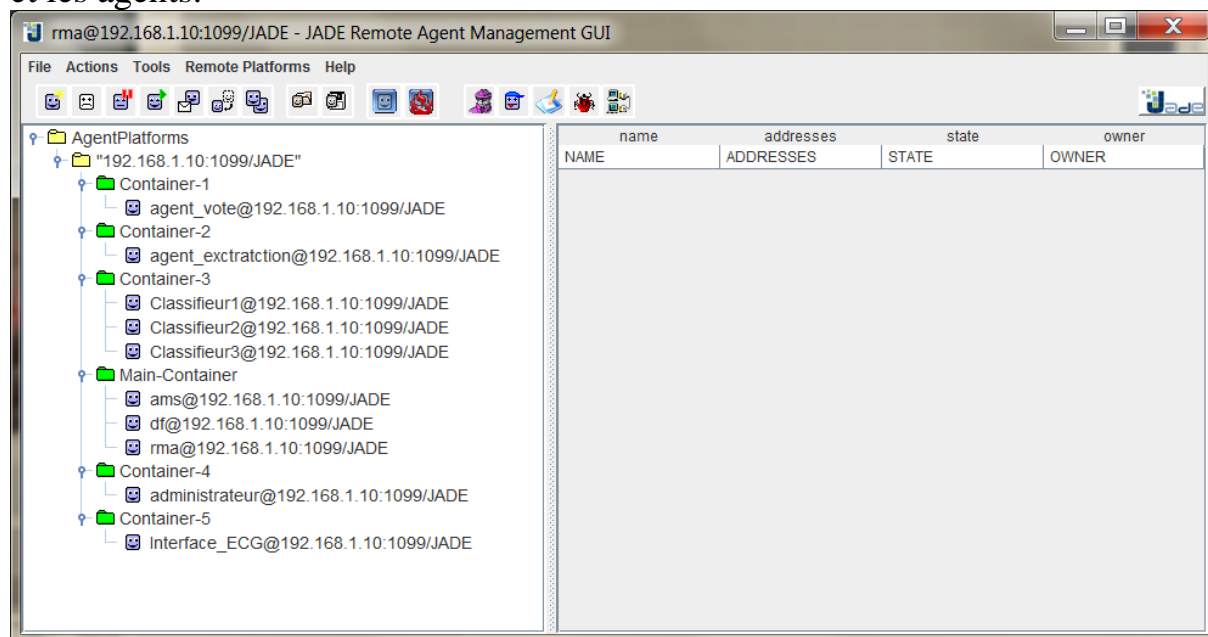 et les agents.
rma@192.168.1.10:1099/JADE - JADE Remote Agent Management GUI
File Actions Tools Remote Platforms Help
Jade
AgentPlatforms
"192.168.1.10:1099/JADE"
Container-1
agent_vote@192.168.1.10:1099/JADE
Container-2
agent_exctratction@192.168.1.10:1099/JADE
Container-3
Classifieur1@192.168.1.10:1099/JADE
Classifieur2@192.168.1.10:1099/JADE
Classifieur3@192.168.1.10:1099/JADE
Main-Container
ams@192.168.1.10:1099/JADE
df@192.168.1.10:1099/JADE
rma@192.168.1.10:1099/JADE
Container-4
administrateur@192.168.1.10:1099/JADE
Container-5
Interface_ECG@192.168.1.10:1099/JADE
name addresses state owner
NAME ADDRESSES STATE OWNER